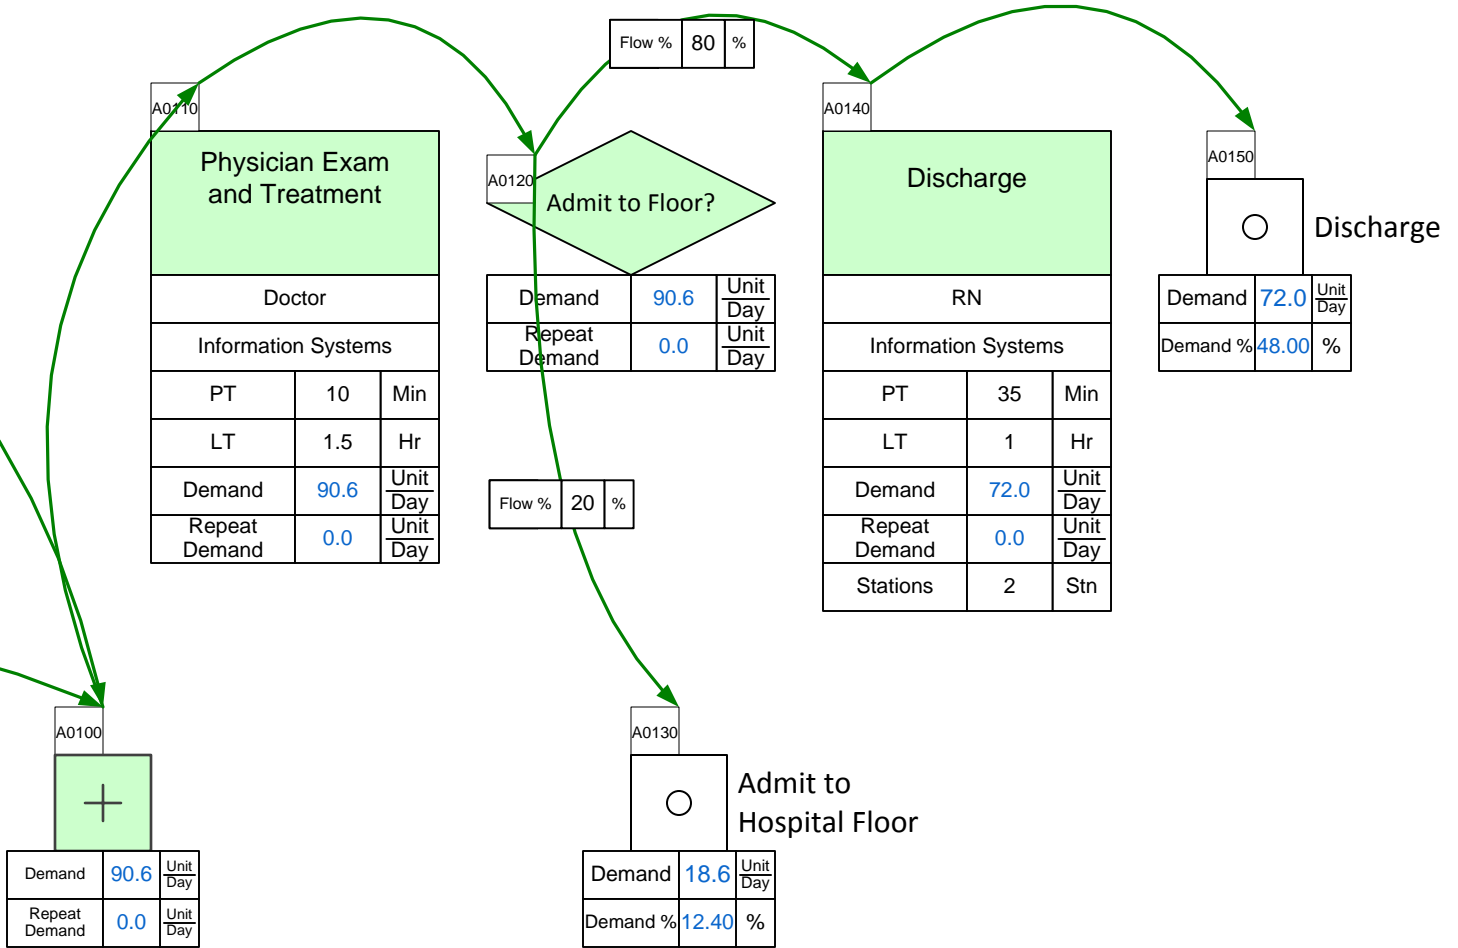 Flow % 80 %
A0110
Physician Exam
and Treatment
Doctor
Information Systems
PT 10 Min
LT 1.5 Hr
Demand 90.6 Unit
Day
Repeat
Demand 0.0 Unit
Day
A0120
Admit to Floor?
Demand 90.6 Unit
Day
Repeat
Demand 0.0 Unit
Day
Flow % 20 %
A0140
Discharge
RN
Information Systems
PT 35 Min
LT 1 Hr
Demand 72.0 Unit
Day
Repeat
Demand 0.0 Unit
Day
Stations 2 Stn
A0150
Discharge
Demand 72.0 Unit
Day
Demand % 48.00 %
A0100
Demand 90.6 Unit
Day
Repeat
Demand 0.0 Unit
Day
A0130
Admit to
Hospital Floor
Demand 18.6 Unit
Day
Demand % 12.40 %